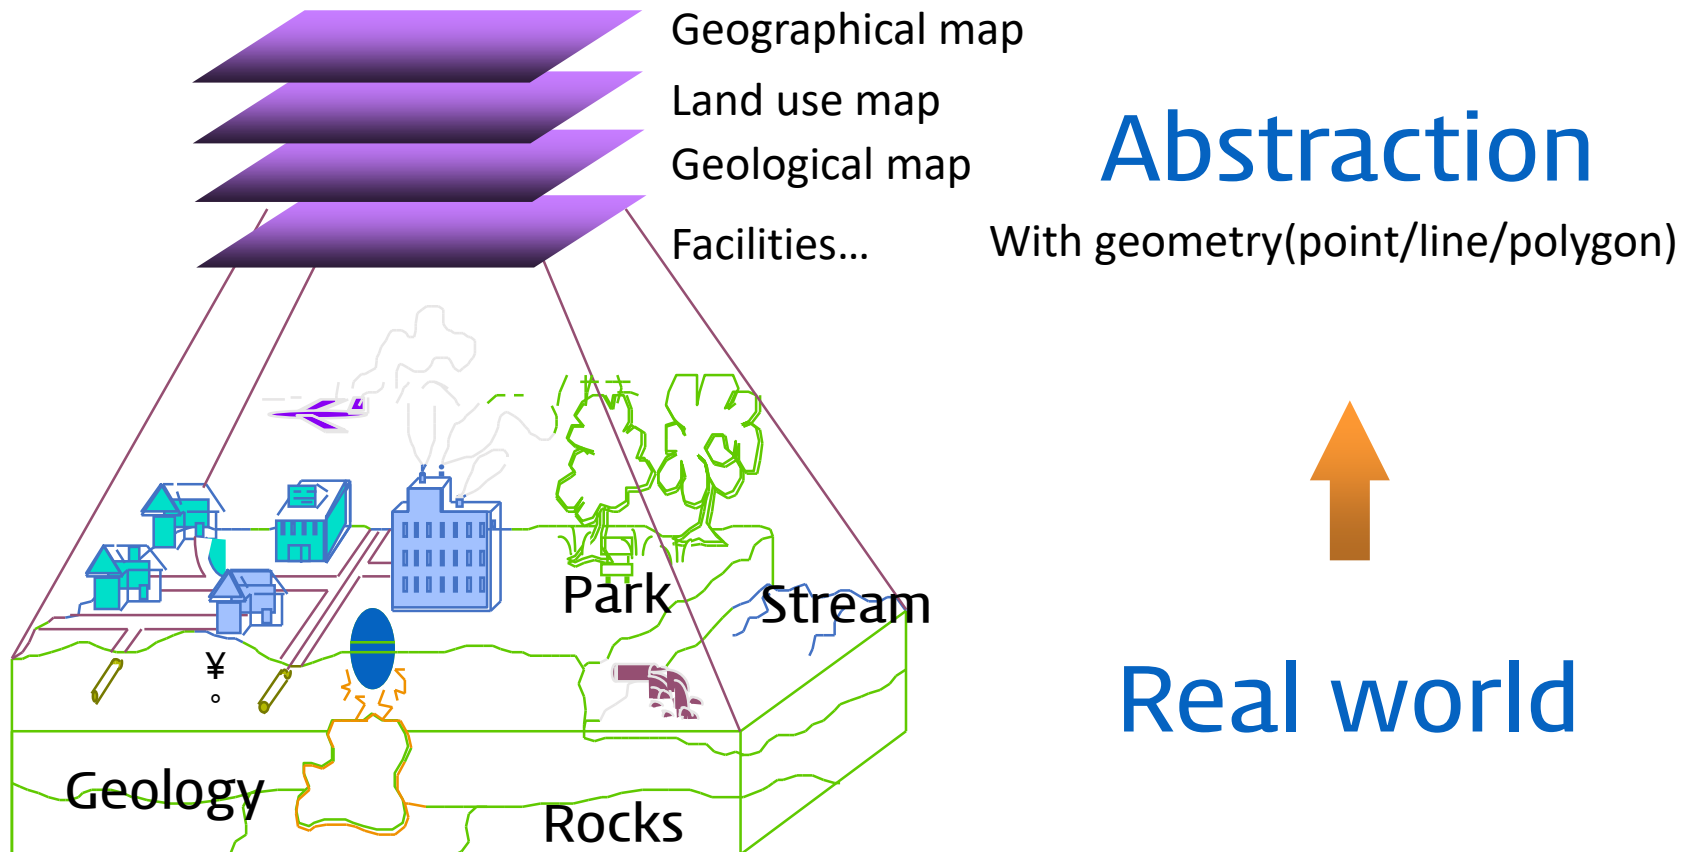 Geographical map
Land use map
Geological map
Facilities...
Abstraction
With geometry(point/line/polygon)
Park
Stream
¥
°
Real world
Geology
Rocks